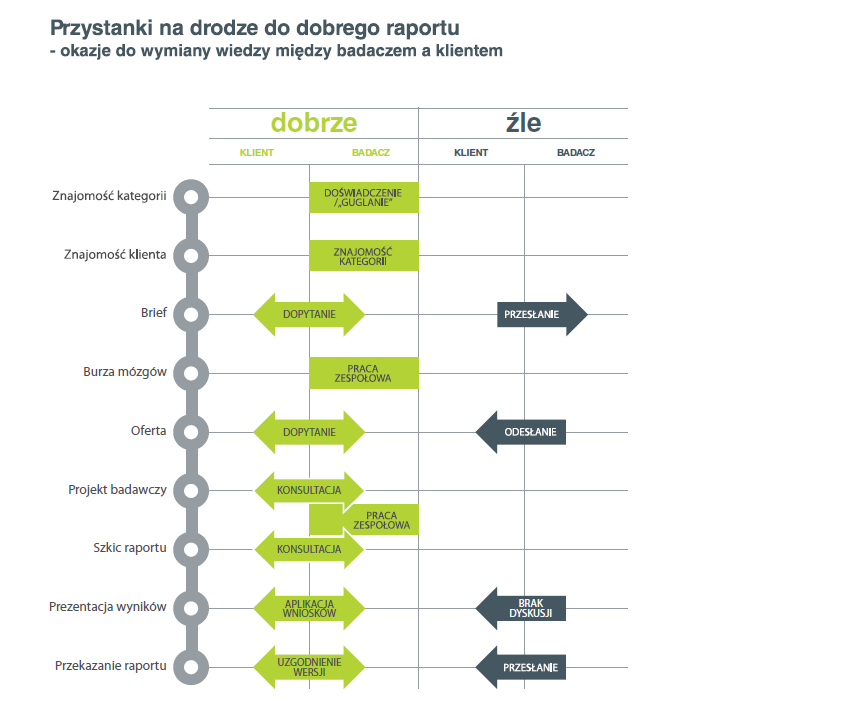 Przystanki na drodze do dobrego raportu
- okazje do wymiany wiedzy między badaczem a klientem
dobrze
źle
KLIENT
BADACZ
KLIENT
BADACZ
Znajomość kategorii
DOŚWIADCZENIE
/„GUGLANIE”
Znajomość klienta
ZNAJOMOŚĆ
KATEGORII
Brief
DOPYTANIE
PRZESŁANIE
Burza mózgów
PRACA
ZESPOŁOWA
Oferta
DOPYTANIE
ODESŁANIE
Projekt badawczy
KONSULTACJA
PRACA
ZESPOŁOWA
Szkic raportu
KONSULTACJA
Prezentacja wyników
APLIKACJA
WNIOSKÓW
BRAK
DYSKUSJI
Przekazanie raportu
UZGODNIENIE
WERSJI
PRZESŁANIE